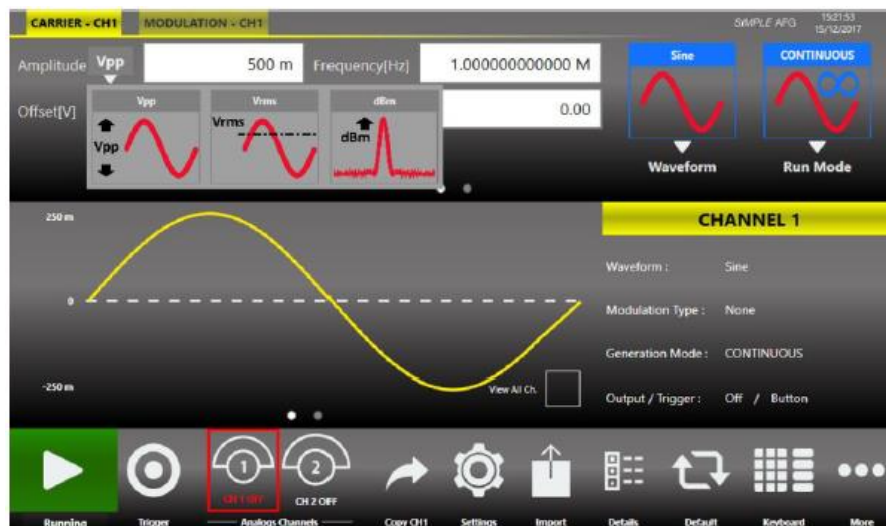 CARRIER - CH1 MODULATION - CH1 SIMPLE AFG 15:21:53
15/12/2017
Amplitude Vpp 500 m Frequency[Hz] 1.000000000000 M
Sine CONTINUOUS
Offset[V] 0.00
Vpp Vrms dBm
Vpp
Vrms
dBm
Waveform Run Mode
CHANNEL 1
250 m
0
-250 m
View All Ch.
Waveform : Sine
Modulation Type : None
Generation Mode : CONTINUOUS
Output / Trigger : Off / Button
1 2
CH 1 OFF CH 2 OFF
Running Trigger Analogs Channels Copy CH1 Settings Import Details Default Keyboard More